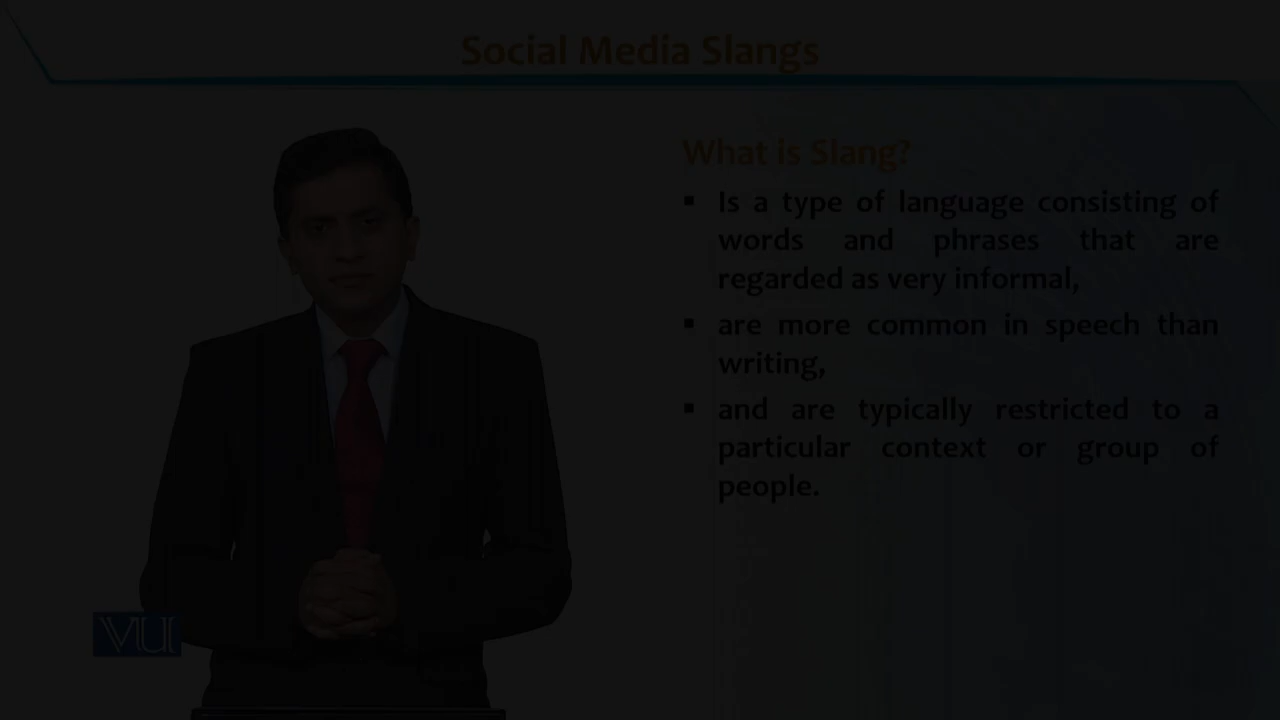 Social Media Slangs
What is Slang?
▪ Is a type of language consisting of
words and phrases that are
regarded as very informal,
▪ are more common in speech than
writing,
▪ and are typically restricted to a
particular context or group of
people.
VU